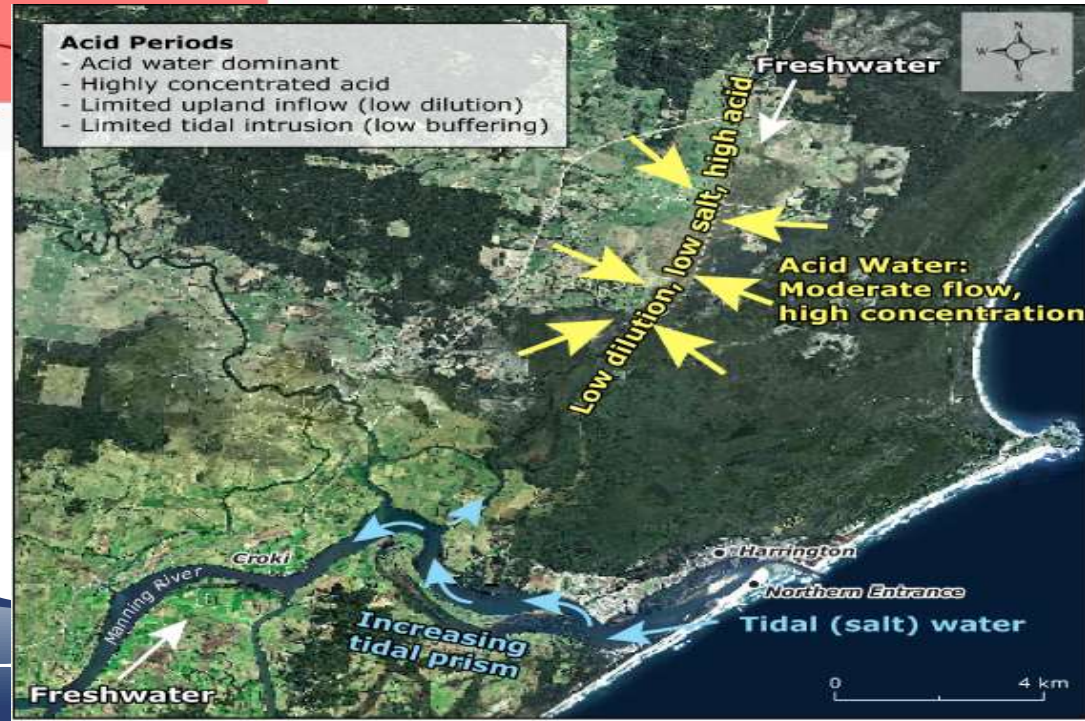 Acid Periods
- Acid water dominant
- Highly concentrated acid
- Limited upland inflow (low dilution)
- Limited tidal intrusion (low buffering)
N
W E
S
Freshwater
Low dilution, low salt, high acid
Acid Water:
Moderate flow,
high concentration
Croki
Manning River
Harrington
Northern Entrance
Increasing
tidal prism
Tidal (salt) water
Freshwater
0 4 km